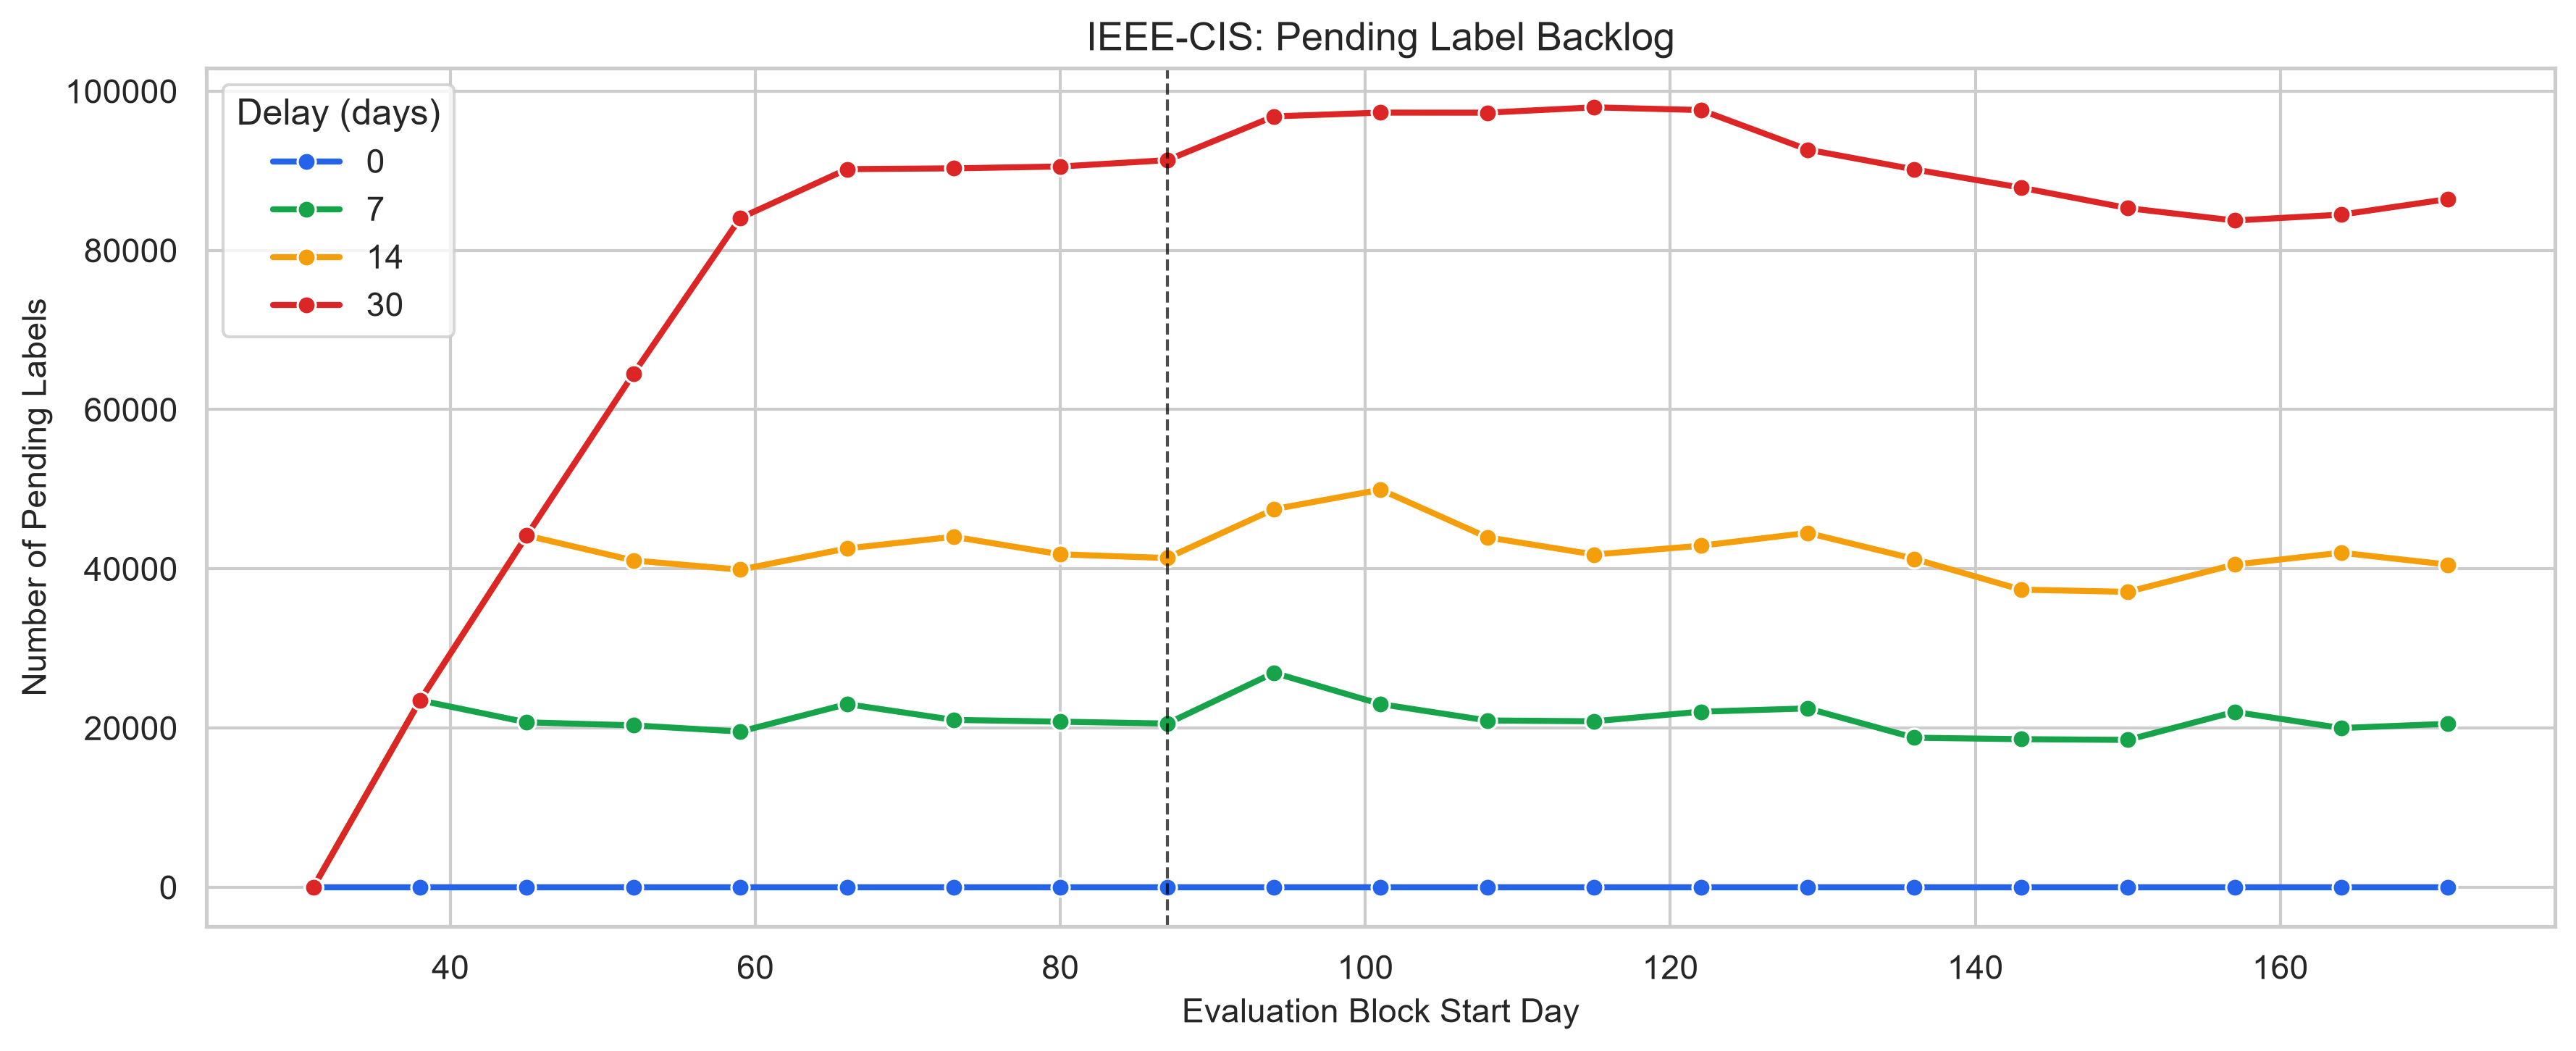 IEEE-CIS: Pending Label Backlog
Delay (days)
0
7
14
30
Number of Pending Labels
100000
80000
60000
40000
20000
0
40 60 80 100 120 140 160
Evaluation Block Start Day